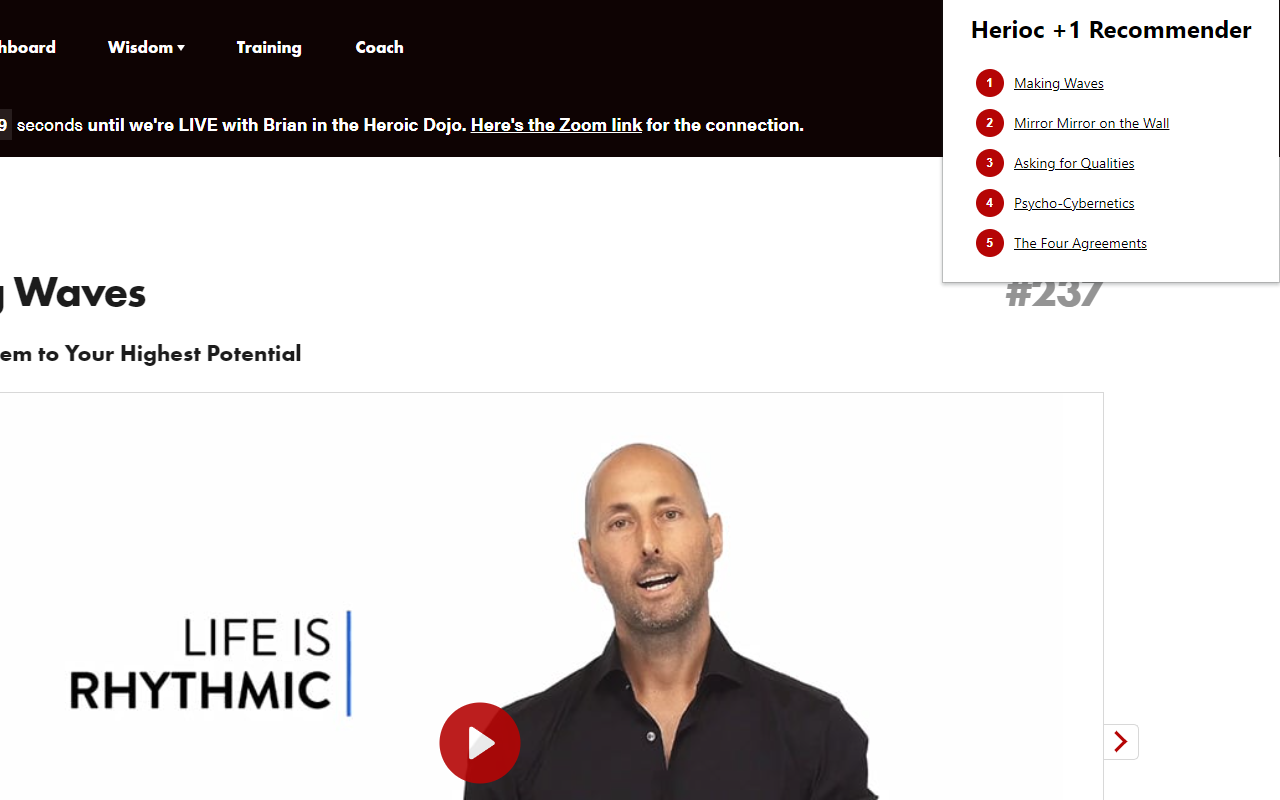 hboard Wisdom Training Coach
9 seconds until we're LIVE with Brian in the Heroic Dojo. Here's the Zoom link for the connection.
Herioc +1 Recommender
1 Making Waves
2 Mirror Mirror on the Wall
3 Asking for Qualities
4 Psycho-Cybernetics
5 The Four Agreements
g Waves
#237
em to Your Highest Potential
LIFE IS
RHYTHMIC